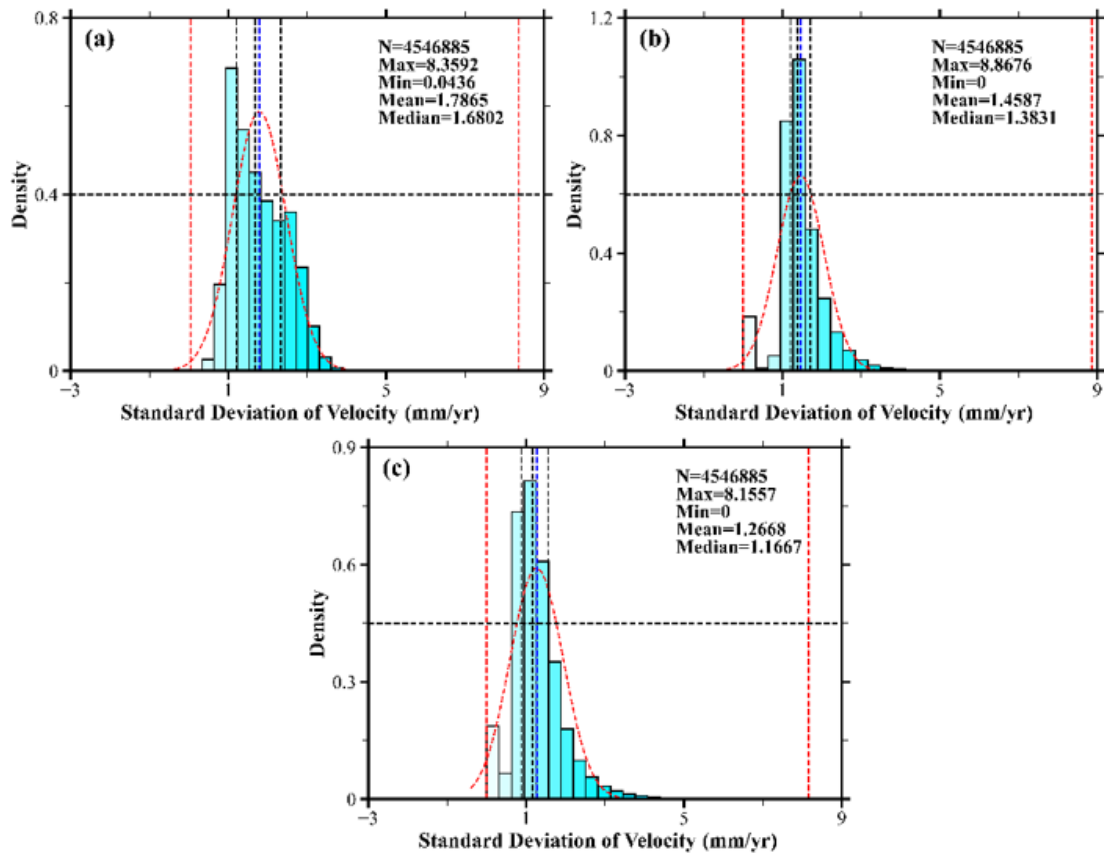 (a)
N=4546885
Max=8.3592
Min=0.0436
Mean=1.7865
Median=1.6802
0.8
0.4
0
Density
-3
1
5
9
Standard Deviation of Velocity (mm/yr)
(b)
N=4546885
Max=8.8676
Min=0
Mean=1.4587
Median=1.3831
1.2
0.8
0.4
0
Density
-3
1
5
9
Standard Deviation of Velocity (mm/yr)
(c)
N=4546885
Max=8.1557
Min=0
Mean=1.2668
Median=1.1667
0.9
0.6
0.3
0
Density
-3
1
5
9
Standard Deviation of Velocity (mm/yr)